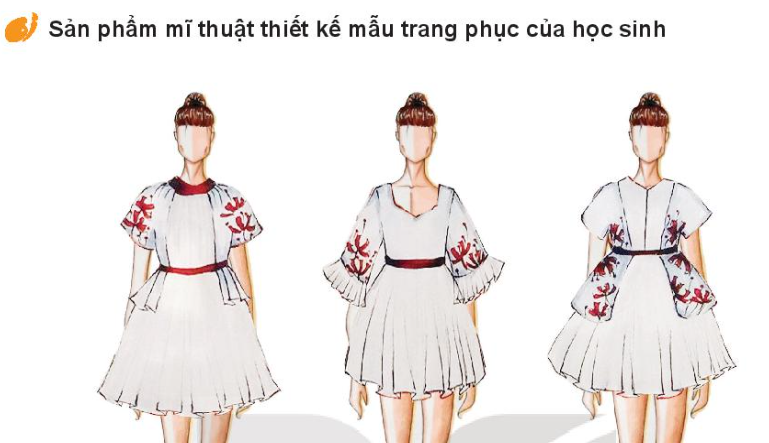 Sản phẩm mĩ thuật thiết kế mẫu trang phục của học sinh